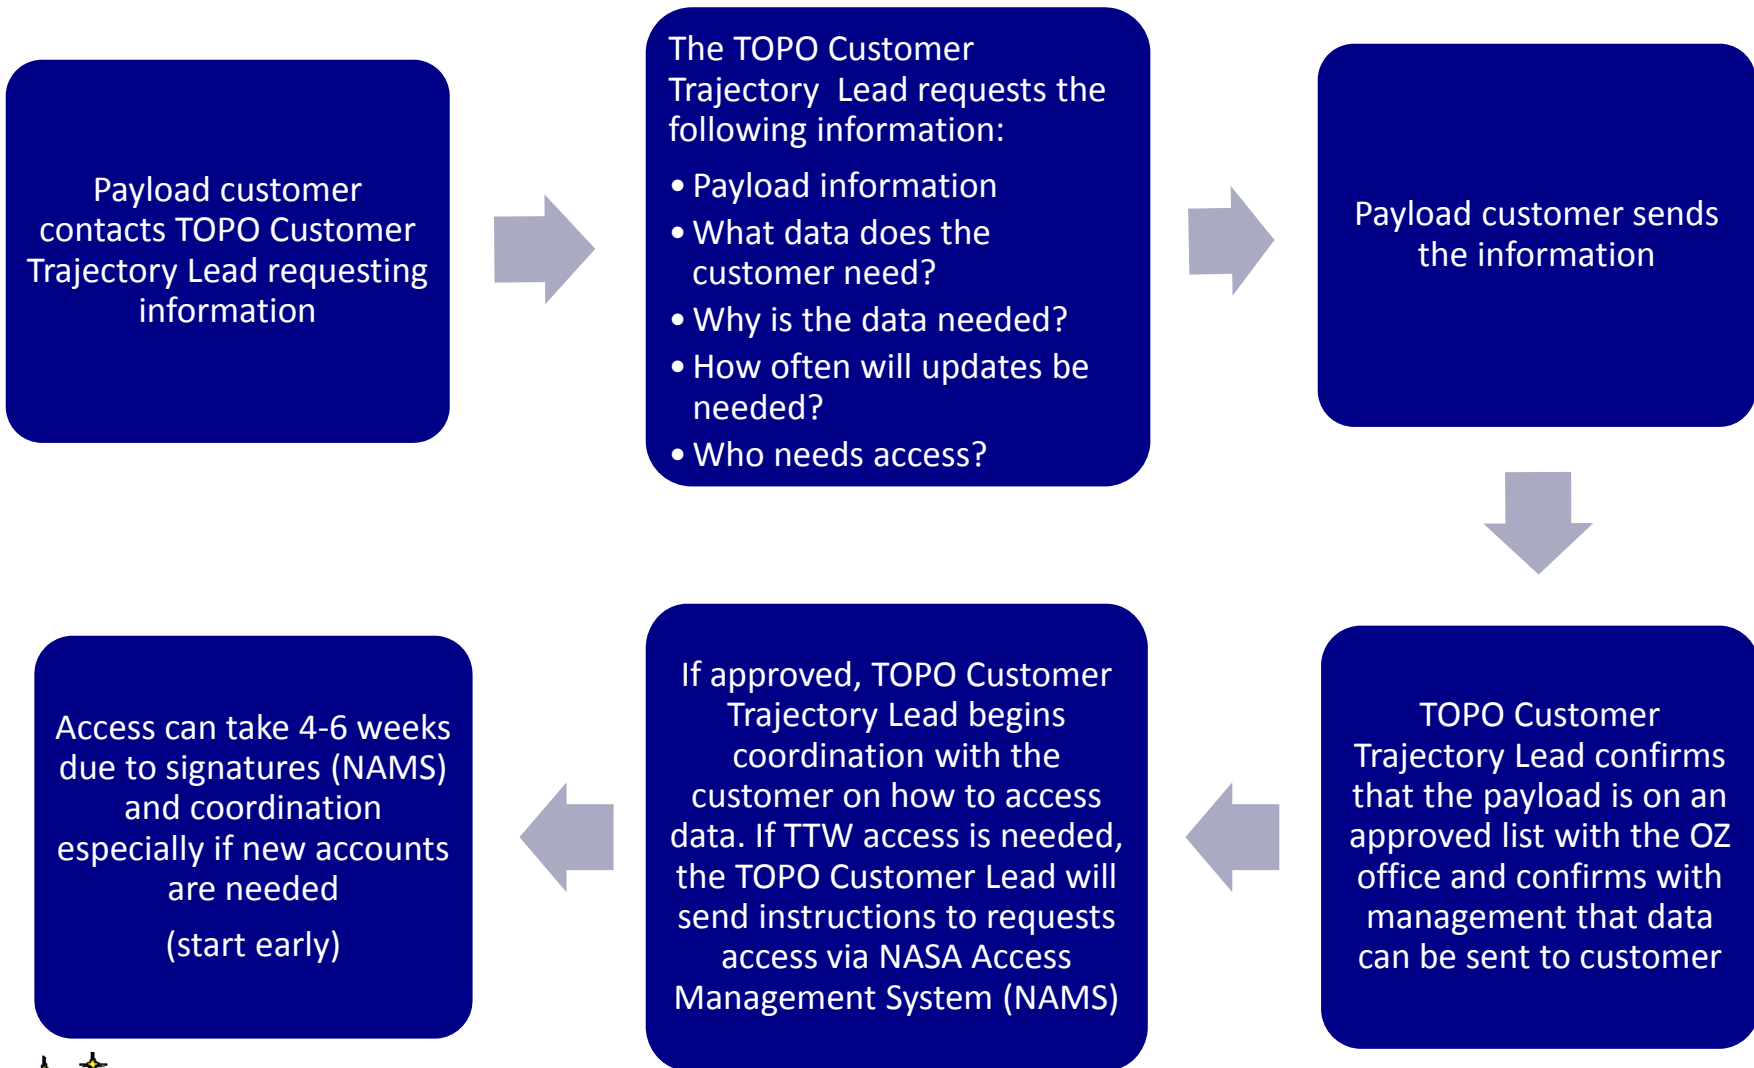 Payload customer
contacts TOPO Customer
Trajectory Lead requesting
information
The TOPO Customer
Trajectory  Lead requests the
following information:
• Payload information
• What data does the
customer need?
• Why is the data needed?
• How often will updates be
needed?
• Who needs access?
Payload customer sends
the information
TOPO Customer
Trajectory Lead confirms
that the payload is on an
approved list with the OZ
office and confirms with
management that data
can be sent to customer
If approved, TOPO Customer
Trajectory Lead begins
coordination with the
customer on how to access
data. If TTW access is needed,
the TOPO Customer Lead will
send instructions to requests
access via NASA Access
Management System (NAMS)
Access can take 4-6 weeks
due to signatures (NAMS)
and coordination
especially if new accounts
are needed
(start early)